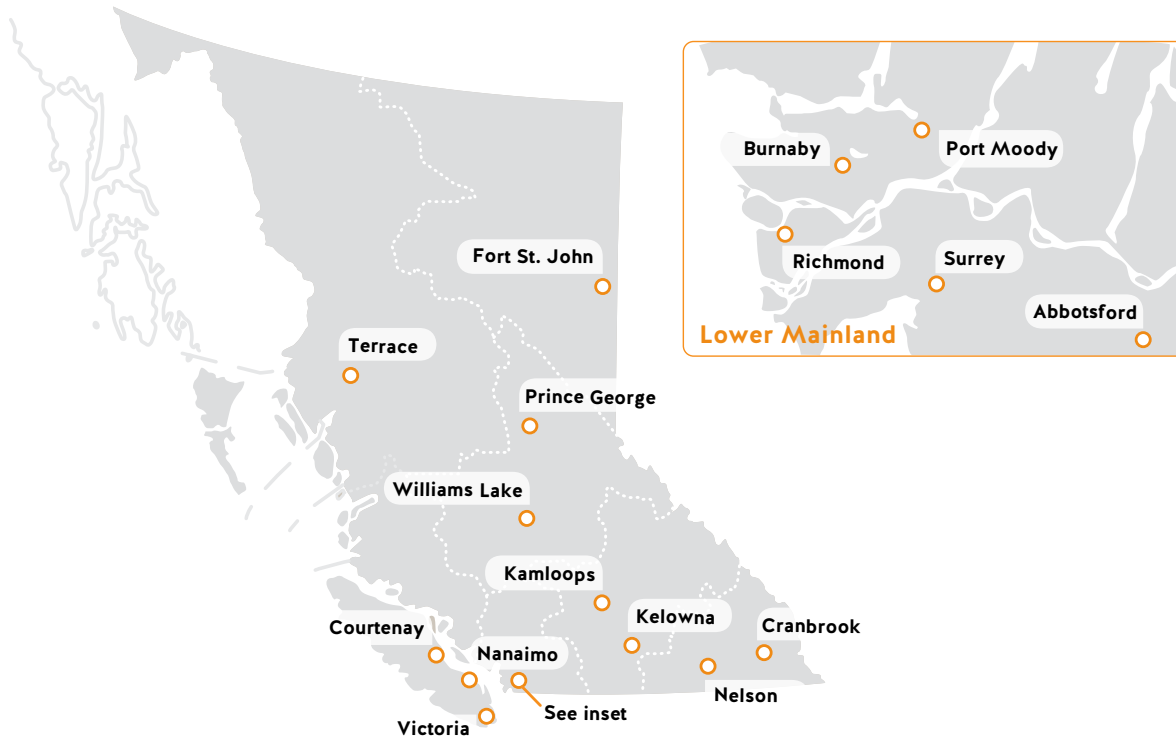 Burnaby
Port Moody
Richmond
Surrey
Abbotsford
Lower Mainland
Fort St. John
Terrace
Prince George
Williams Lake
Kamloops
Kelowna
Cranbrook
Courtenay
Nanaimo
Nelson
See inset
Victoria